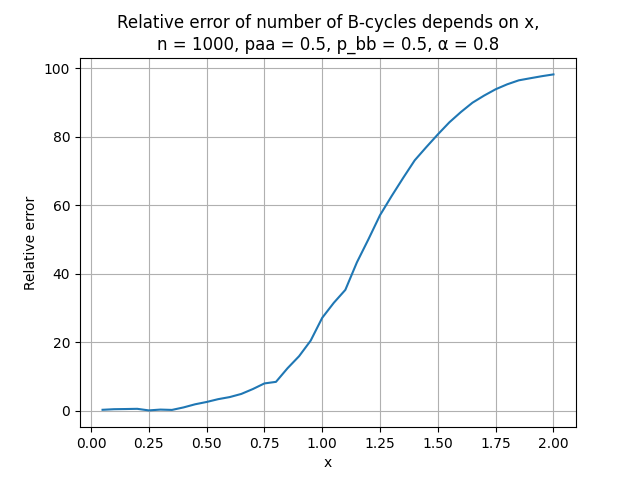 Relative error of number of B-cycles depends on x,
n = 1000, paa = 0.5, p_bb = 0.5, α = 0.8
Relative error
100
80
60
40
20
0
0.00 0.25 0.50 0.75 1.00 1.25 1.50 1.75 2.00
x